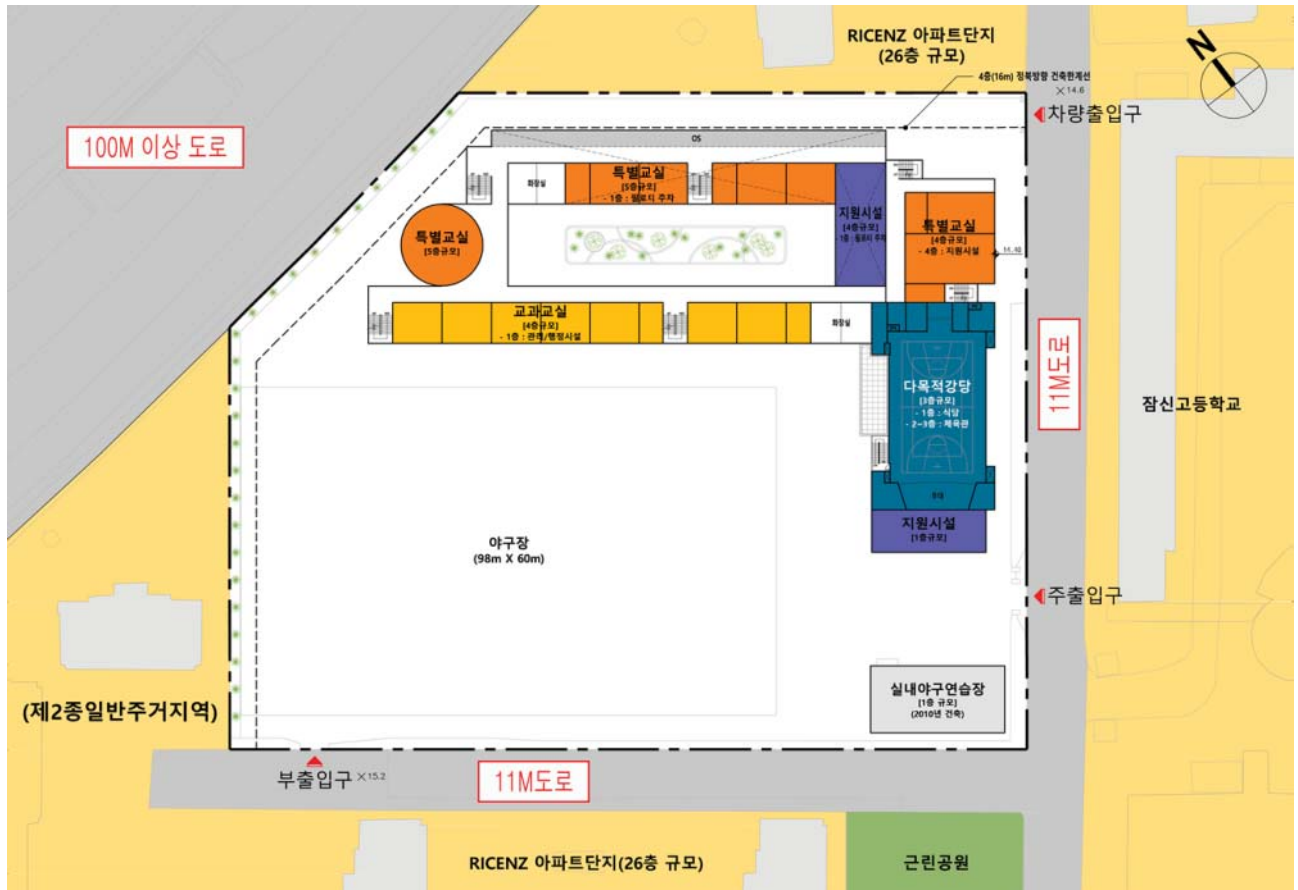 RICENZ 아파트단지
(26층 규모)
N
4층(16m) 정북방향 건축한계선
×14.6
차량출입구
100M 이상 도로
OS
화장실
특별교실
[5층규모]
- 1층 : 필로티 주차
지원시설
[4층규모]
- 1층 : 필로티 주차
특별교실
[4층규모]
- 4층 : 지원시설
특별교실
[5층규모]
교과교실
[4층규모]
- 1층 : 관리/행정시설
화장실
다목적강당
[3층규모]
- 1층 : 식당
- 2~3층 : 체육관
무대
11M도로
잠신고등학교
지원시설
[1층규모]
야구장
(98m X 60m)
주출입구
실내야구연습장
[1층 규모]
(2010년 건축)
(제2종일반주거지역)
부출입구 ×15.2
11M도로
RICENZ 아파트단지(26층 규모)
근린공원